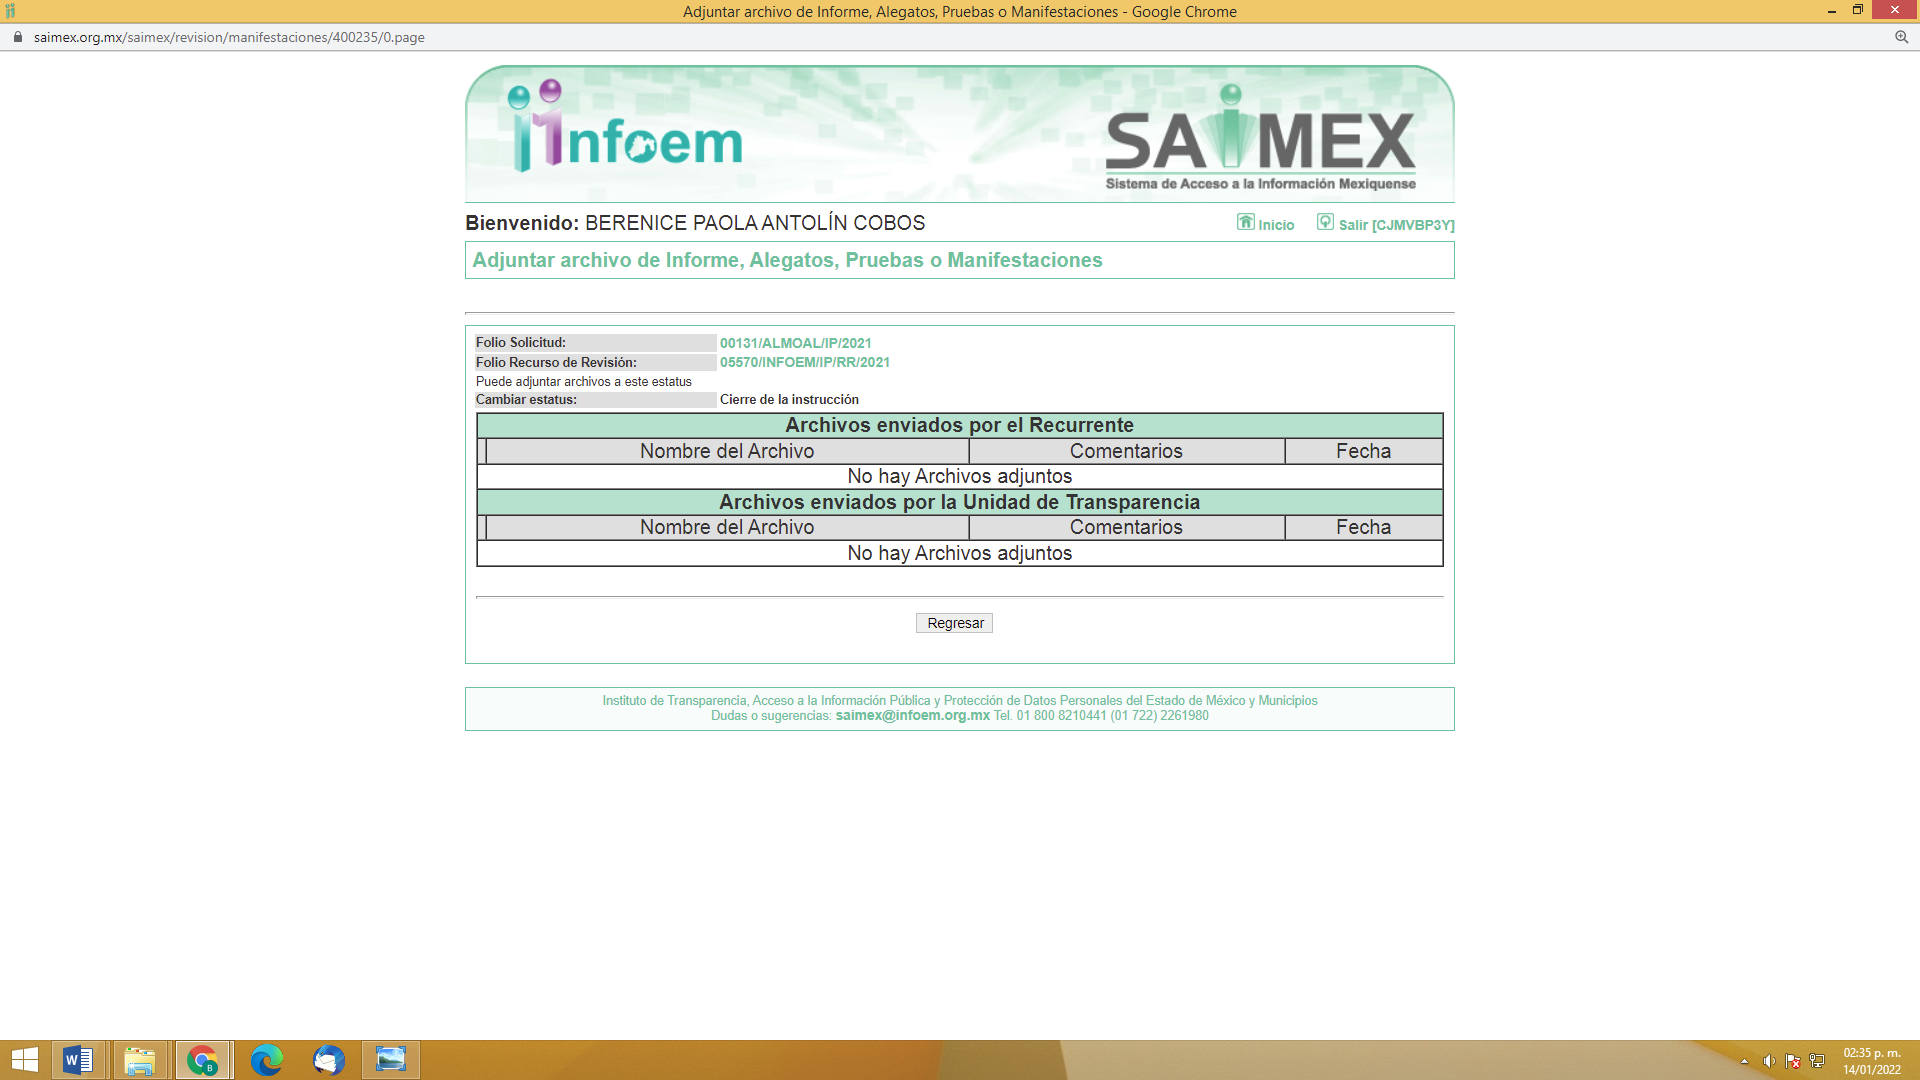 Adjuntar archivo de Informe, Alegatos, Pruebas o Manifestaciones - Google Chrome
saimex.org.mx/saimex/revision/manifestaciones/400235/0.page
infoem
SAIMEX
Sistema de Acceso a la Información Mexiquense
Bienvenido: BERENICE PAOLA ANTOLÍN COBOS
Inicio Salir [CJMVBP3Y]
Adjuntar archivo de Informe, Alegatos, Pruebas o Manifestaciones
Folio Solicitud: 00131/ALMOAL/IP/2021
Folio Recurso de Revisión: 05570/INFOEM/IP/RR/2021
Puede adjuntar archivos a este estatus
Cambiar estatus: Cierre de la instrucción
Archivos enviados por el Recurrente
Nombre del Archivo Comentarios Fecha
No hay Archivos adjuntos
Archivos enviados por la Unidad de Transparencia
Nombre del Archivo Comentarios Fecha
No hay Archivos adjuntos
Regresar
Instituto de Transparencia, Acceso a la Información Pública y Protección de Datos Personales del Estado de México y Municipios
Dudas o sugerencias: saimex@infoem.org.mx Tel. 01 800 8210441 (01 722) 2261980
02:35 p. m.
14/01/2022